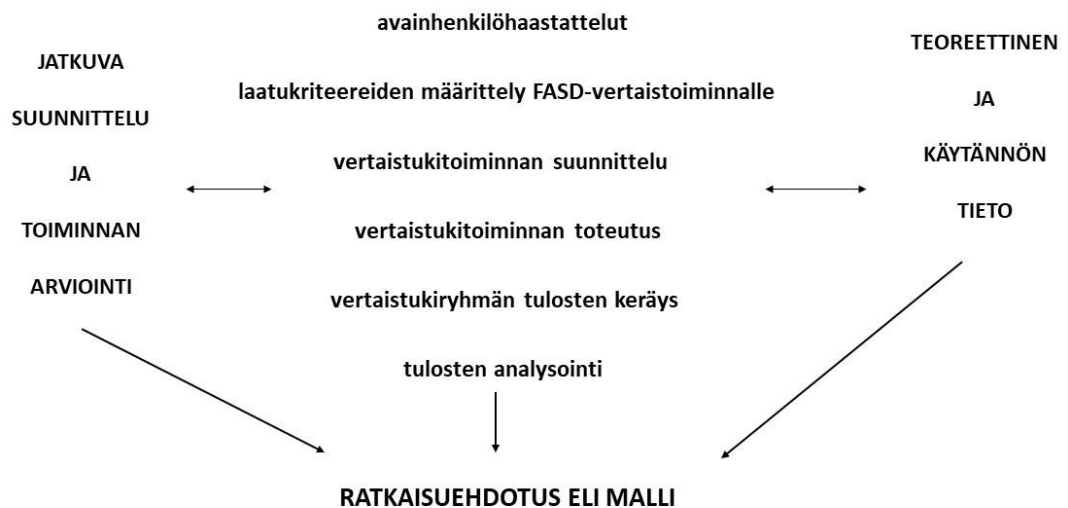 JATKUVA
SUUNNITTELU
JA
TOIMINNAN
ARVIOINTI
avainhenkilöhaastattelut
laatukriteereiden määrittely FASD-vertaistoiminnalle
vertaistukitoiminnan suunnittelu
vertaistukitoiminnan toteutus
vertaistukiryhmän tulosten keräys
tulosten analysointi
TEOREETTINEN
JA
KÄYTÄNNÖN
TIETO
RATKAISUEHDOTUS ELI MALLI